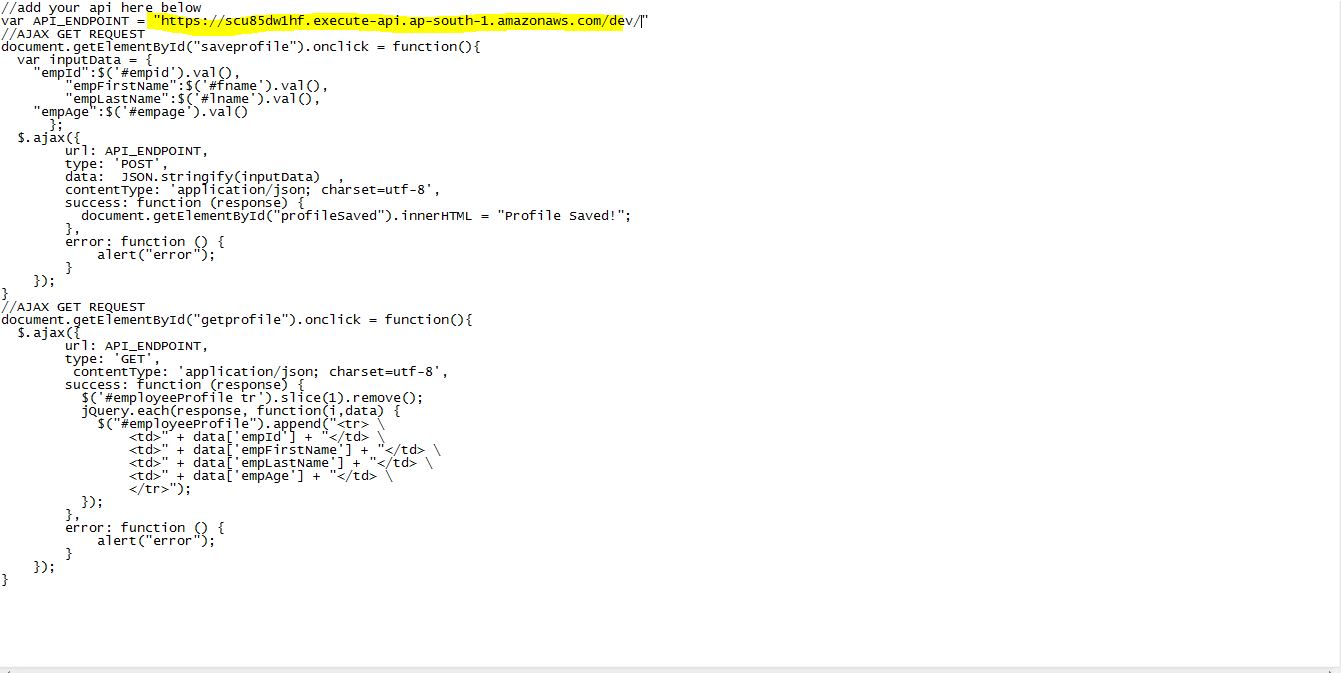 //add your api here below
var API_ENDPOINT = "https://scu85dw1hf.execute-api.ap-south-1.amazonaws.com/dev/"
//AJAX GET REQUEST
document.getElementById("saveprofile").onclick = function(){
  var inputData = {
    "empId":$('#empid').val(),
        "empFirstName":$('#fname').val(),
        "empLastName":$('#lname').val(),
    "empAge":$('#empage').val()
      };
  $.ajax({
        url: API_ENDPOINT,
        type: 'POST',
        data:  JSON.stringify(inputData)  ,
        contentType: 'application/json; charset=utf-8',
        success: function (response) {
          document.getElementById("profileSaved").innerHTML = "Profile Saved!";
        },
        error: function () {
            alert("error");
        }
    });
}
//AJAX GET REQUEST
document.getElementById("getprofile").onclick = function(){
  $.ajax({
        url: API_ENDPOINT,
        type: 'GET',
         contentType: 'application/json; charset=utf-8',
        success: function (response) {
          $('#employeeProfile tr').slice(1).remove();
          jQuery.each(response, function(i,data) {
            $("#employeeProfile").append("<tr> \
                <td>" + data['empId'] + "</td> \
                <td>" + data['empFirstName'] + "</td> \
                <td>" + data['empLastName'] + "</td> \
                <td>" + data['empAge'] + "</td> \
                </tr>");
          });
        },
        error: function () {
            alert("error");
        }
    });
}